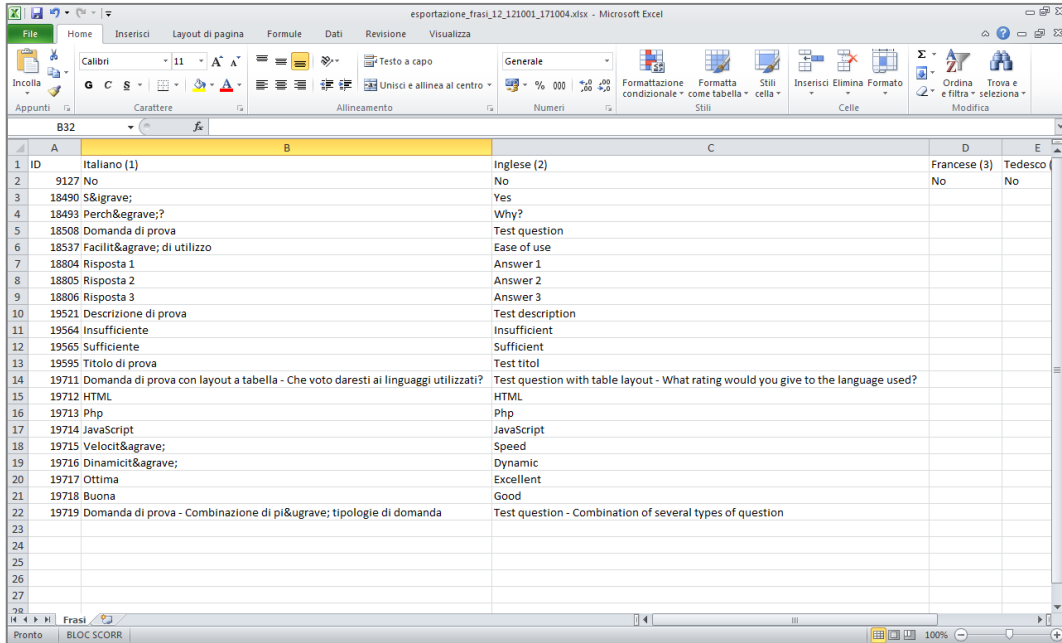 esportazione_frasi_12_121001_171004.xlsx - Microsoft Excel
File Home Inserisci Layout di pagina Formule Dati Revisione Visualizza
Incolla
Calibri 11
G C S
Testo a capo
Unisci e allinea al centro
Generale
% 000
Formattazione condizionale
Formatta come tabella
Stili cella
Inserisci Elimina Formato
Ordina e filtra
Trova e seleziona
Appunti Carattere Allineamento Numeri Stili Celle Modifica
B32 fx
A B C D E
1 ID Italiano (1) Inglese (2) Francese (3) Tedesco (
2 9127 No No No No
3 18490 S&igrave; Yes
4 18493 Perch&egrave;? Why?
5 18508 Domanda di prova Test question
6 18537 Facilit&agrave; di utilizzo Ease of use
7 18804 Risposta 1 Answer 1
8 18805 Risposta 2 Answer 2
9 18806 Risposta 3 Answer 3
10 19521 Descrizione di prova Test description
11 19564 Insufficiente Insufficient
12 19565 Sufficiente Sufficient
13 19595 Titolo di prova Test titol
14 19711 Domanda di prova con layout a tabella - Che voto daresti ai linguaggi utilizzati? Test question with table layout - What rating would you give to the language used?
15 19712 HTML HTML
16 19713 Php Php
17 19714 JavaScript JavaScript
18 19715 Velocit&agrave; Speed
19 19716 Dinamicit&agrave; Dynamic
20 19717 Ottima Excellent
21 19718 Buona Good
22 19719 Domanda di prova - Combinazione di pi&ugrave; tipologie di domanda Test question - Combination of several types of question
23
24
25
26
27
28
Frasi
Pronto BLOC SCORR 100%